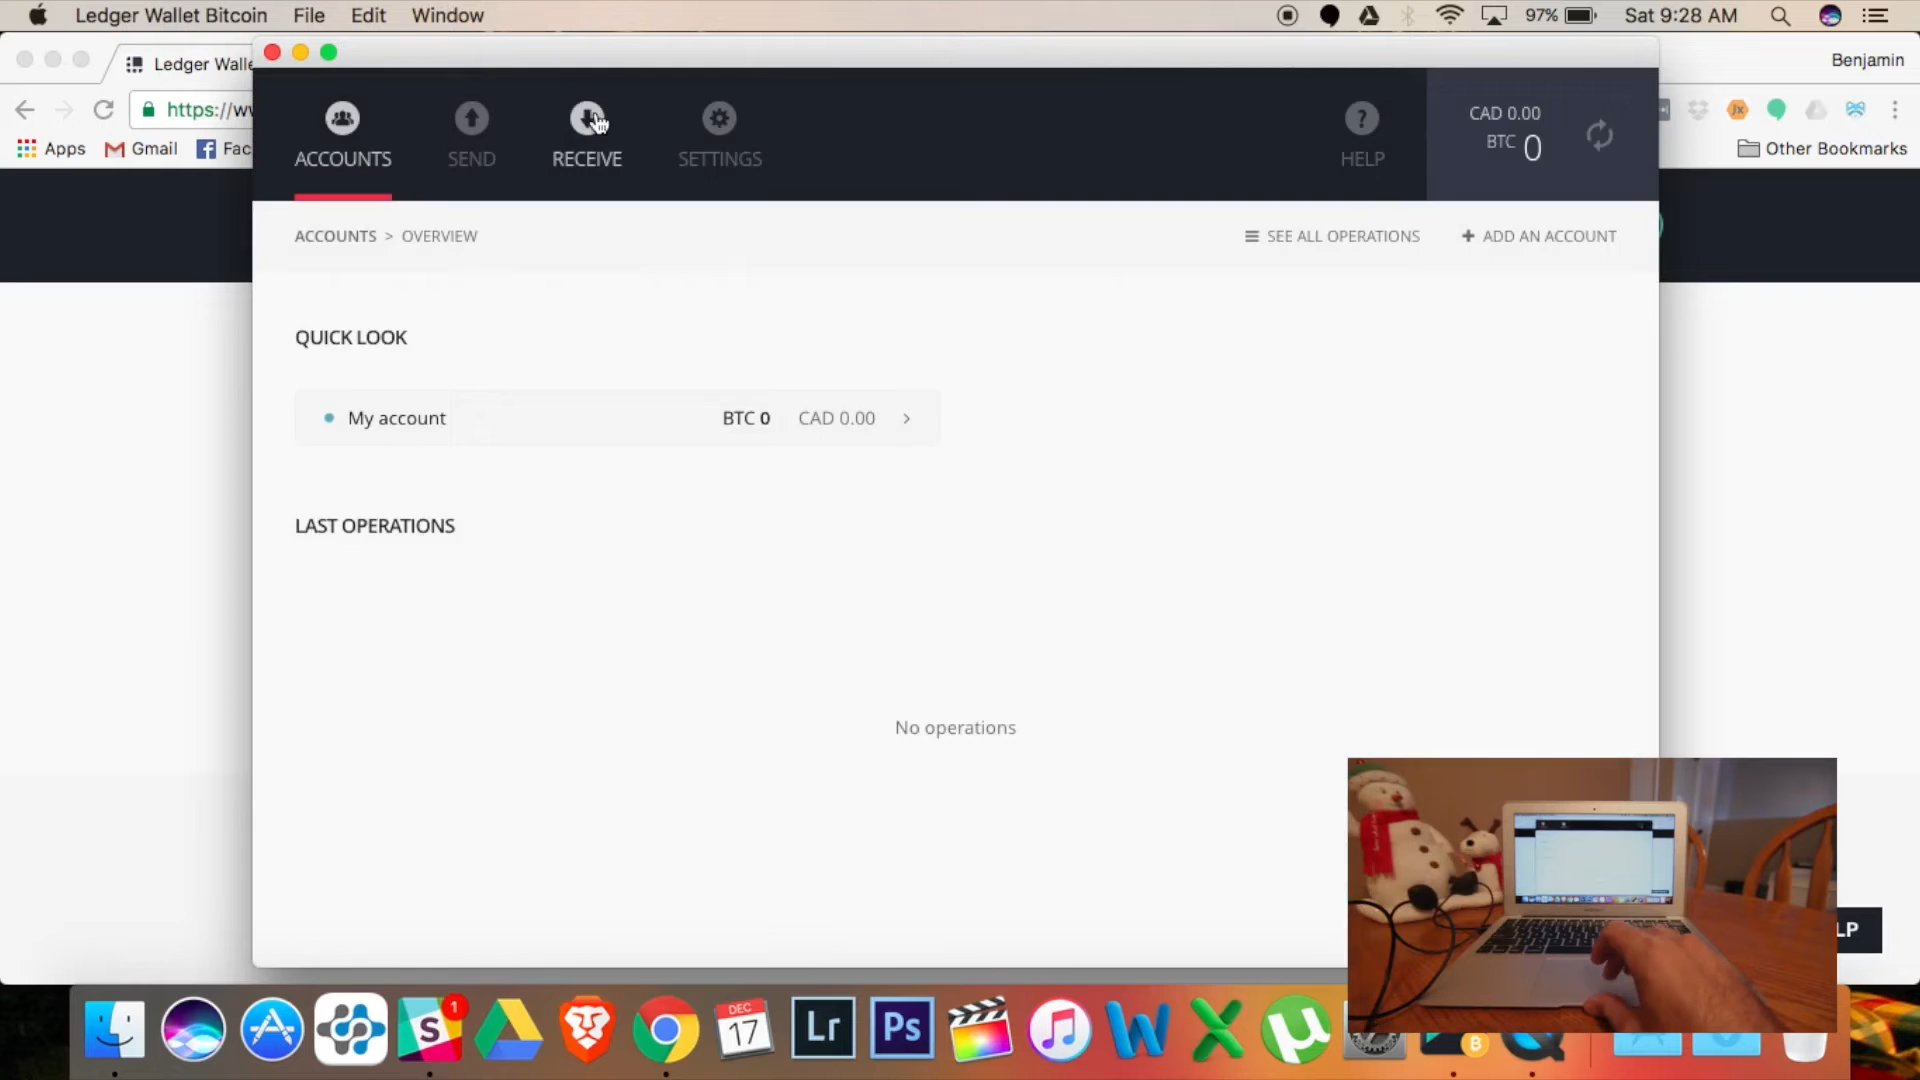 Ledger Wallet Bitcoin File Edit Window 97% Sat 9:28 AM
Ledger Walle Benjamin
https://w
Apps Gmail Fac Other Bookmarks
ACCOUNTS SEND RECEIVE SETTINGS HELP
CAD 0.00
BTC 0
ACCOUNTS > OVERVIEW SEE ALL OPERATIONS + ADD AN ACCOUNT
QUICK LOOK
My account BTC 0 CAD 0.00 >
LAST OPERATIONS
No operations
LP
S 1 DEC 17 Lr Ps W X µ B